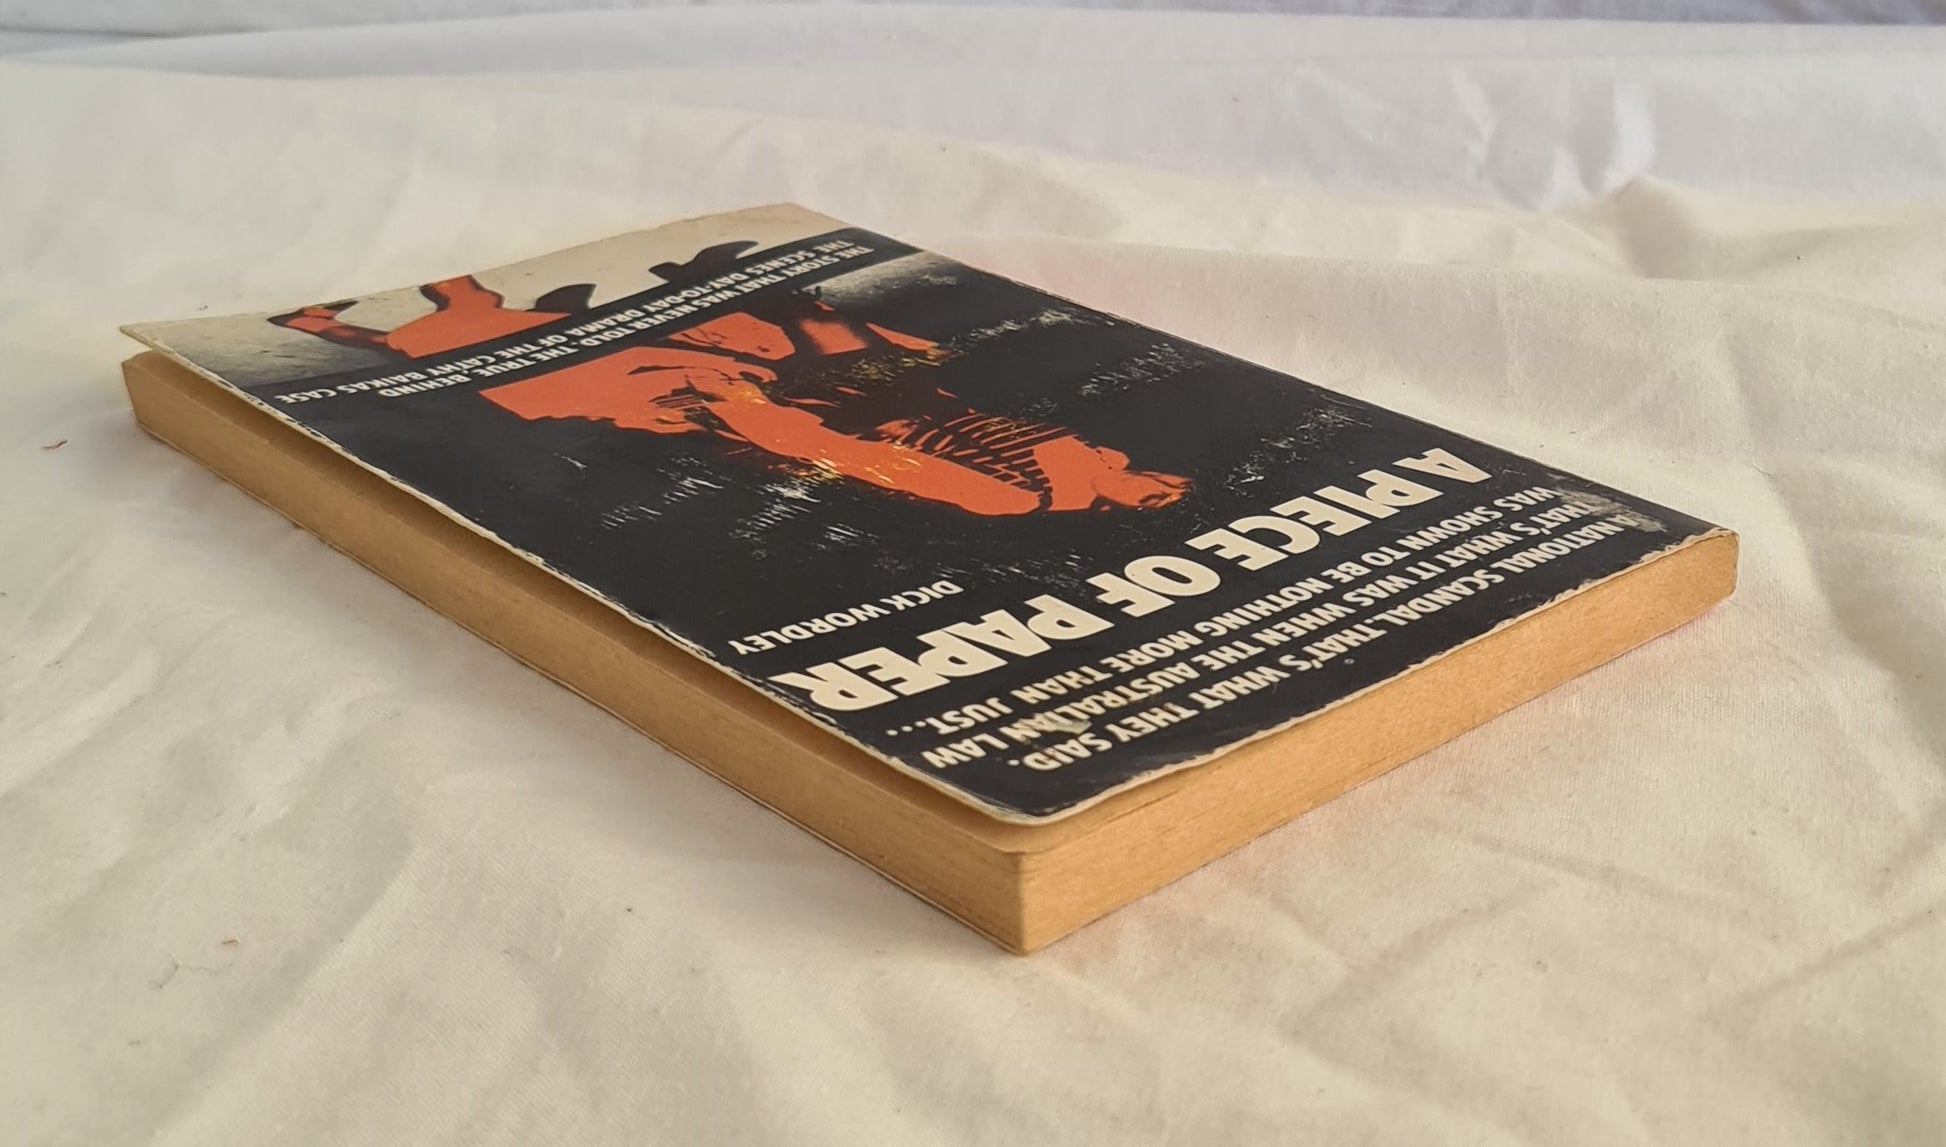 A NATIONAL SCANDAL. THAT'S WHAT THEY SAID.
THAT'S WHAT IT WAS WHEN THE AUSTRALIAN LAW
WAS SHOWN TO BE NOTHING MORE THAN JUST...
A PIECE OF PAPER
DICK WORDLEY
THE STORY THAT WAS NEVER TOLD. THE TRUE, BEHIND
THE SCENES DAY-TO-DAY DRAMA OF THE CATHY BAIKAS CASE